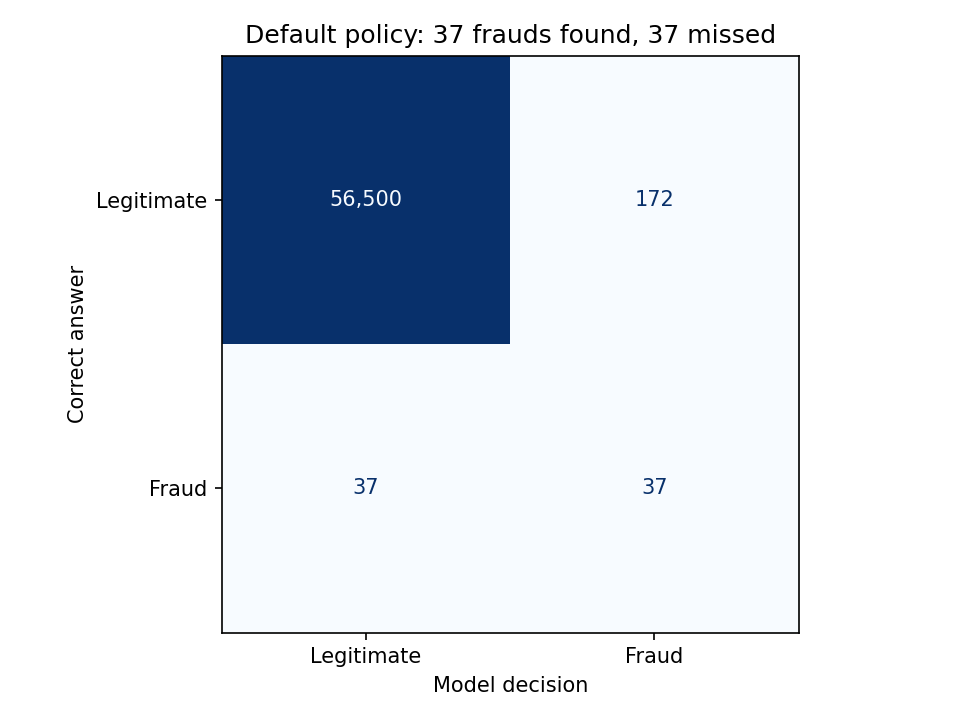 Default policy: 37 frauds found, 37 missed
Legitimate
56,500
172
Correct answer
Fraud
37
37
Legitimate
Fraud
Model decision